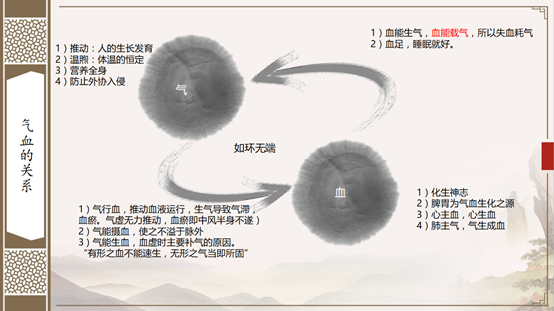 气血的关系
1）推动：人的生长发育
2）温煦：体温的恒定
3）营养全身
4）防止外协入侵
气
1）血能生气，血能载气，所以失血耗气
2）血足，睡眠就好。
如环无端
血
1）气行血，推动血液运行，生气导致气滞，
血瘀。气虚无力推动，血瘀即中风半身不遂）
2）气能摄血，使之不溢于脉外
3）气能生血，血虚时主要补气的原因。
“有形之血不能速生，无形之气当即所固”
1）化生神志
2）脾胃为气血生化之源
3）心主血，心生血
4）肺主气，气生成血